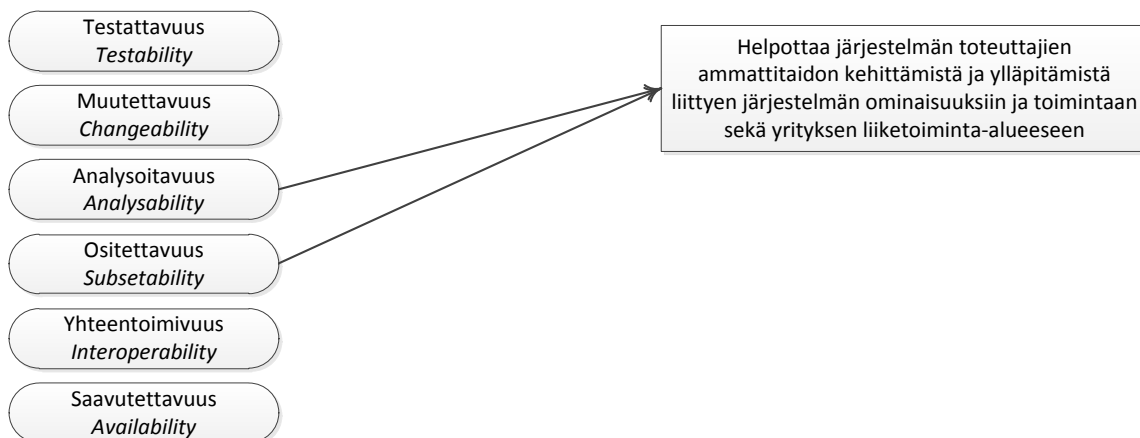 Testattavuus
Testability
Muutettavuus
Changeability
Analysoitavuus
Analysability
Ositettavuus
Subsetability
Yhteentoimivuus
Interoperability
Saavutettavuus
Availability
Helpottaa järjestelmän toteuttajien
ammattitaidon kehittämistä ja ylläpitämistä
liittyen järjestelmän ominaisuuksiin ja toimintaan
sekä yrityksen liiketoiminta-alueeseen